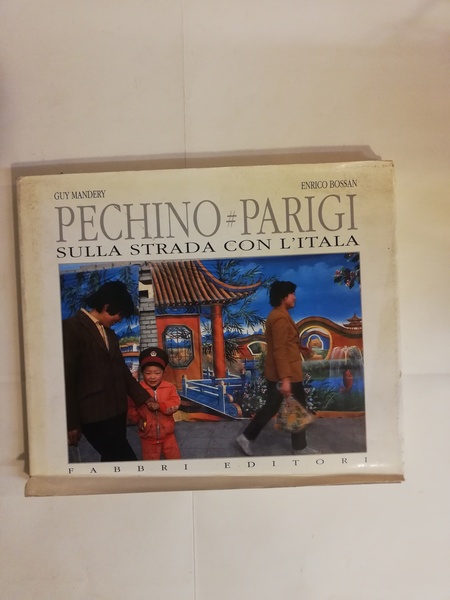 GUY MANDERY
ENRICO BOSSAN
PECHINO # PARIGI
SULLA STRADA CON L'ITALA
FABBRI EDITORI